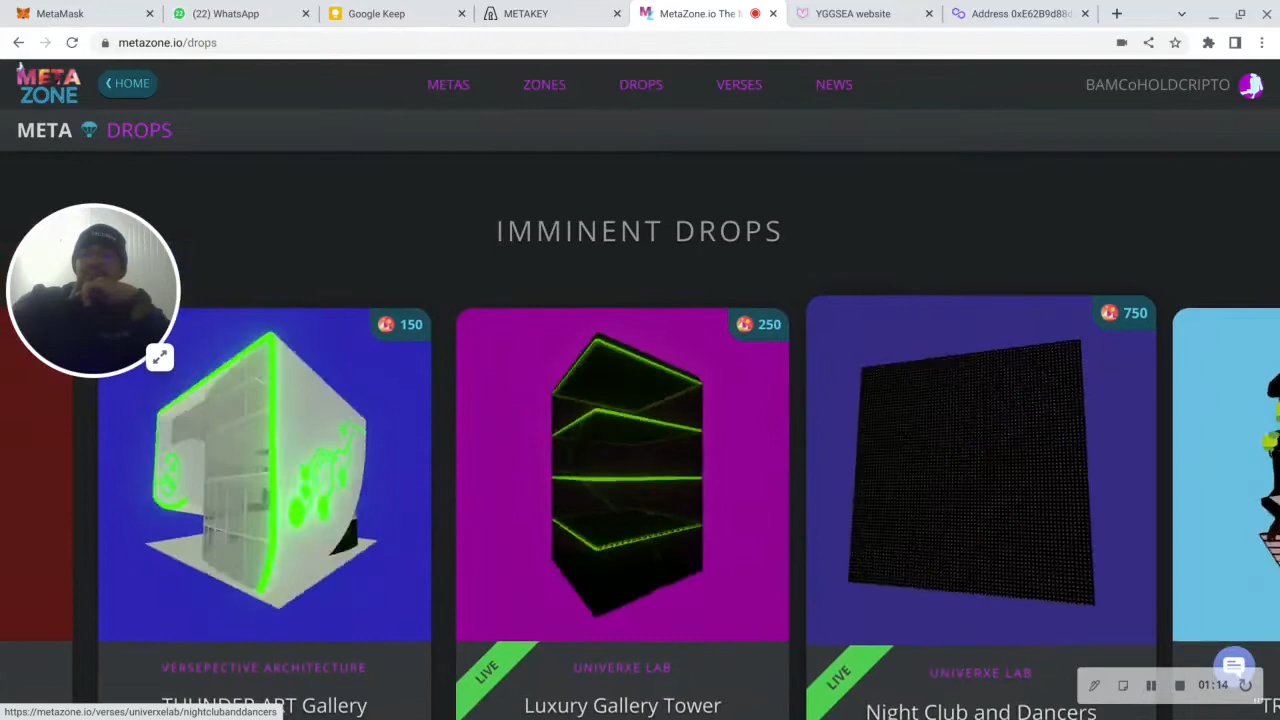 MetaMask
(22) WhatsApp
Google Keep
METAKEY
MetaZone.io The M
YGGSEA website
Address 0xE62B9d88d
metazone.io/drops
META
ZONE
HOME
METAS
ZONES
DROPS
VERSES
NEWS
BAMCoHOLDCRIPTO
META DROPS
IMMINENT DROPS
150
250
750
LIVE
LIVE
VERSEPECTIVE ARCHITECTURE
UNIVERXE LAB
UNIVERXE LAB
THUNDER ART Gallery
Luxury Gallery Tower
Night Club and Dancers
01:14
https://metazone.io/verses/univerxelab/nightclubanddancers